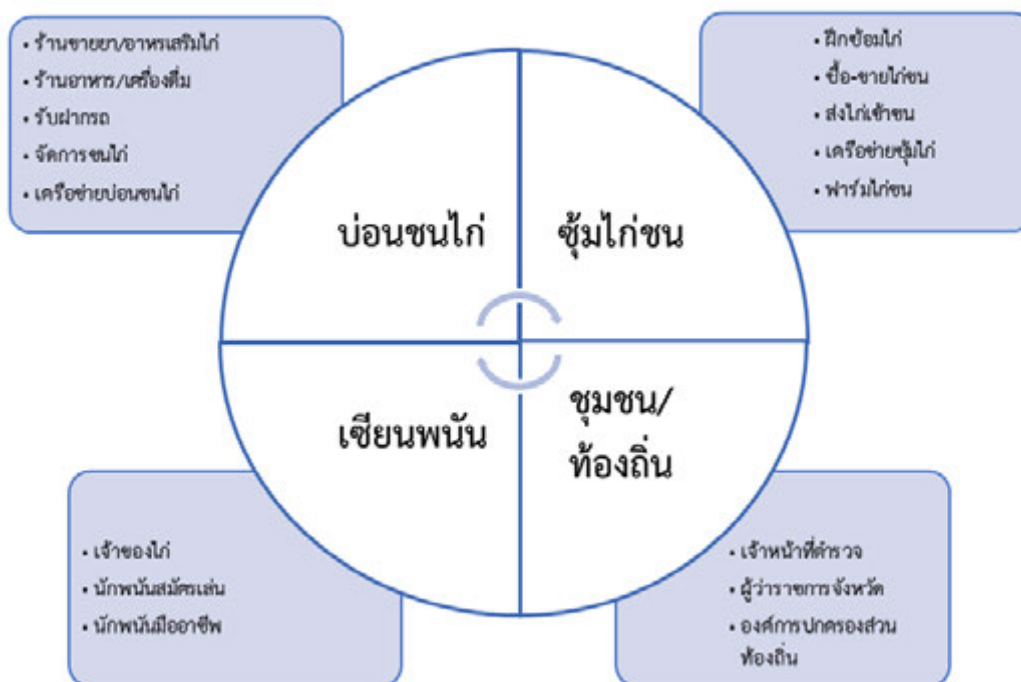 • ร้านขายยา/อาหารเสริมไก่
• ร้านอาหาร/เครื่องดื่ม
• รับฝากรถ
• จัดการชนไก่
• เครือข่ายบ่อนชนไก่
• ฝึกซ้อมไก่
• ซื้อ-ขายไก่ชน
• ส่งไก่เข้าชน
• เครือข่ายซุ้มไก่
• ฟาร์มไก่ชน
บ่อนชนไก่
ซุ้มไก่ชน
เซียนพนัน
ชุมชน/
ท้องถิ่น
• เจ้าของไก่
• นักพนันสมัครเล่น
• นักพนันมืออาชีพ
• เจ้าหน้าที่ตำรวจ
• ผู้ว่าราชการจังหวัด
• องค์การปกครองส่วน
ท้องถิ่น